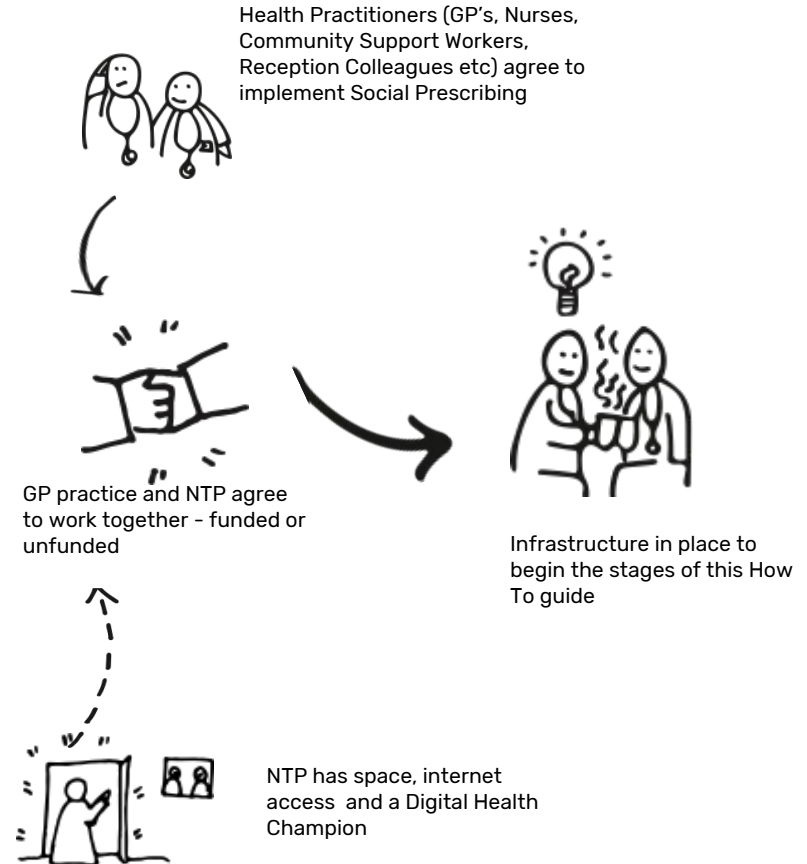 Health Practitioners (GP's, Nurses,
Community Support Workers,
Reception Colleagues etc) agree to
implement Social Prescribing
GP practice and NTP agree
to work together - funded or
unfunded
Infrastructure in place to
begin the stages of this How
To guide
NTP has space, internet
access  and a Digital Health
Champion